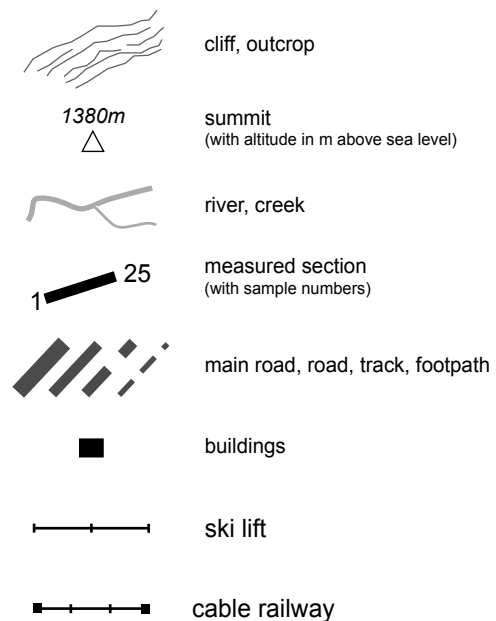 cliff, outcrop
1380m
summit
(with altitude in m above sea level)
river, creek
measured section
(with sample numbers)
1
25
main road, road, track, footpath
buildings
ski lift
cable railway